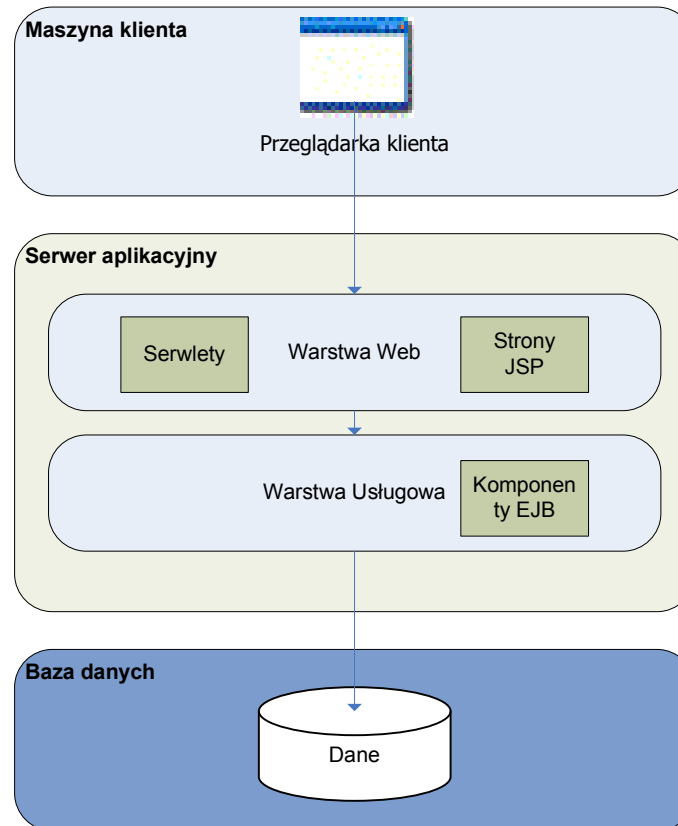 Maszyna klienta
Przeglądarka klienta
Serwer aplikacyjny
Serwlety
Warstwa Web
Strony
JSP
Warstwa Usługowa
Komponen
ty EJB
Baza danych
Dane